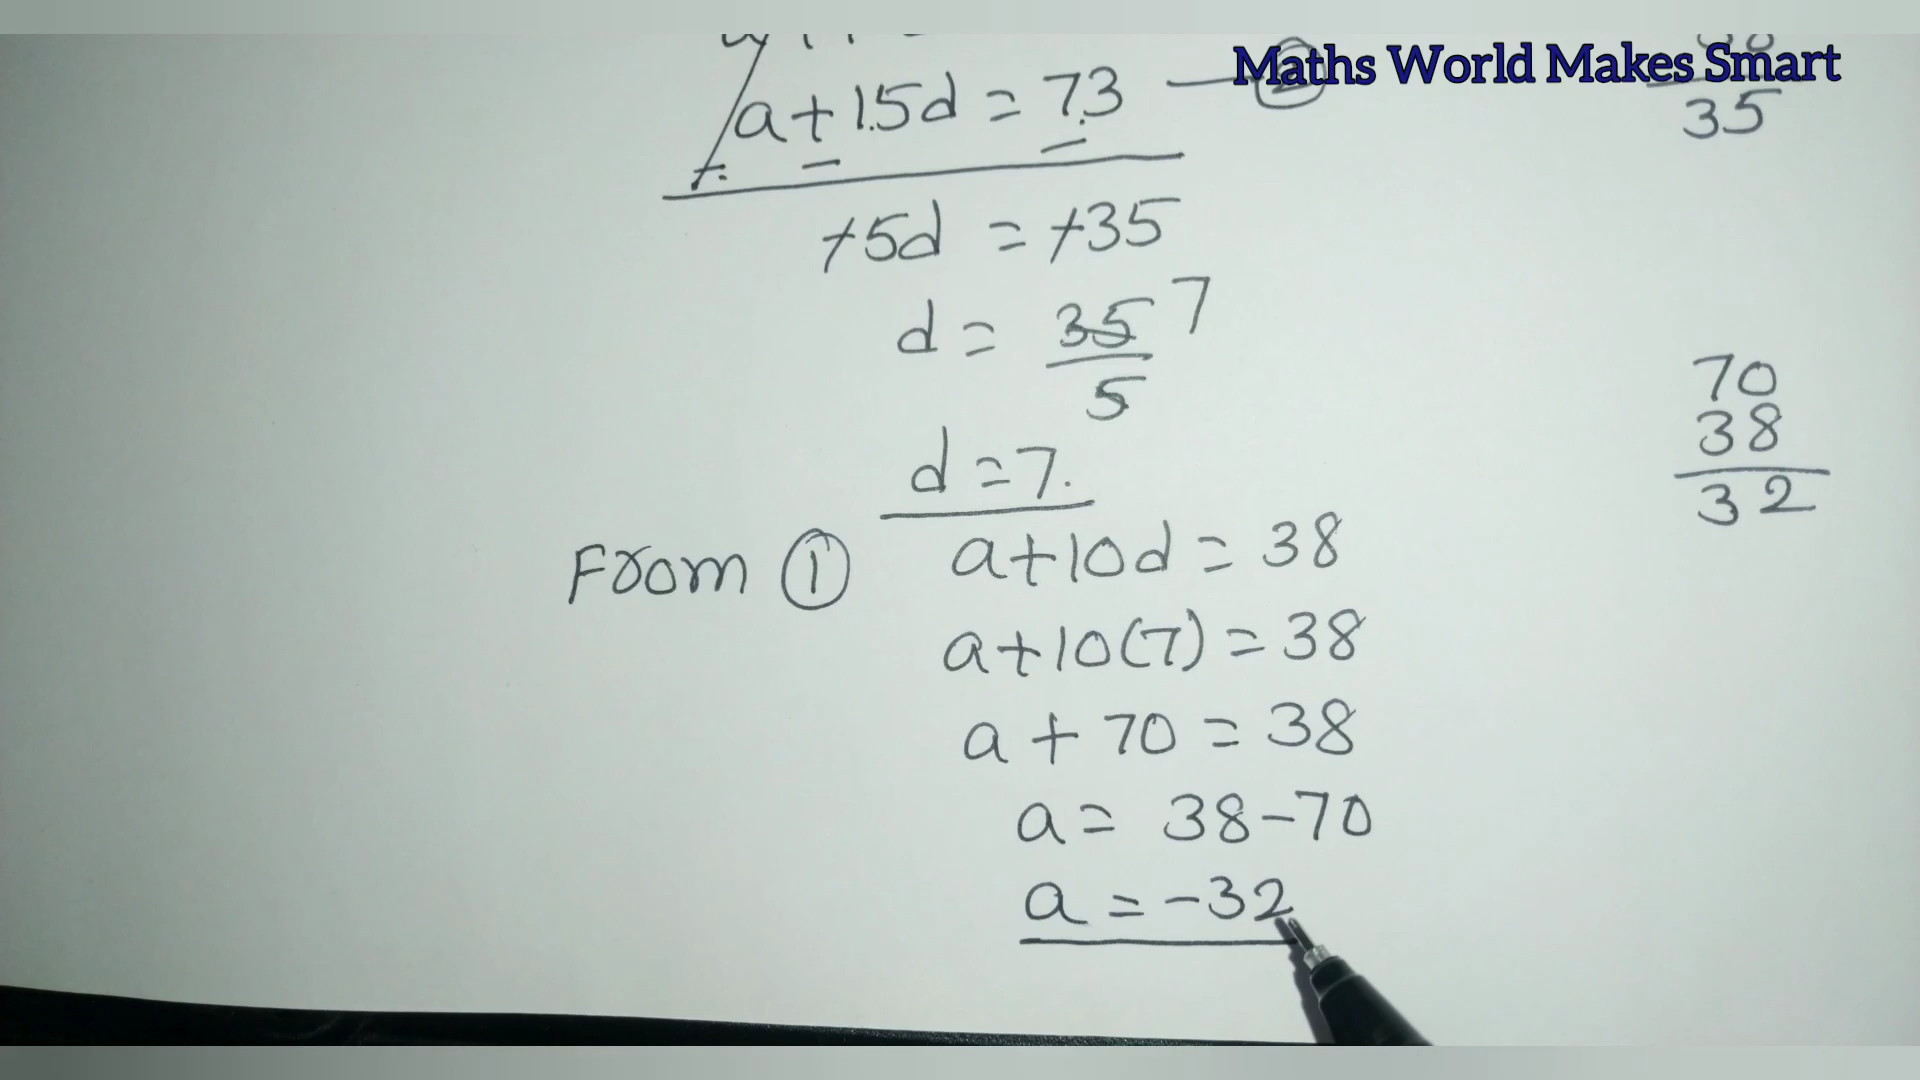 Maths World Makes Smart
a+15d = 73 — ②
35
+5d = +35
d = 35/5 7
d = 7.
70
38
32
From ① a+10d = 38
a+10(7) = 38
a + 70 = 38
a = 38-70
a = -32